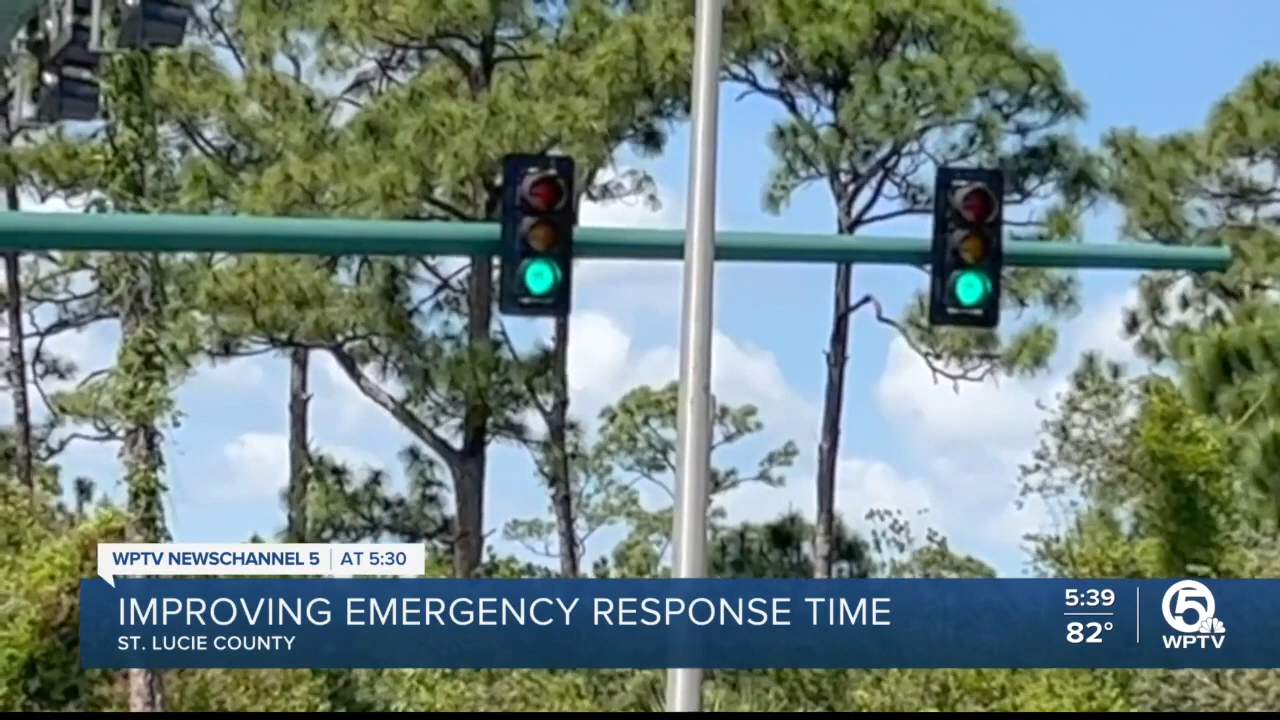 WPTV NEWSCHANNEL 5 AT 5:30
IMPROVING EMERGENCY RESPONSE TIME
ST. LUCIE COUNTY
5:39
82°
5
WPTV